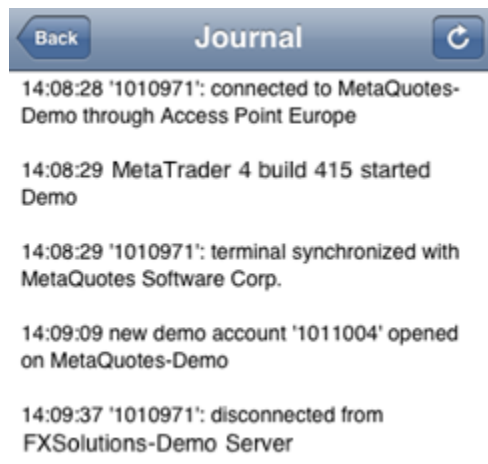 Back
Journal
14:08:28 '1010971': connected to MetaQuotes-
Demo through Access Point Europe
14:08:29 MetaTrader 4 build 415 started
Demo
14:08:29 '1010971': terminal synchronized with
MetaQuotes Software Corp.
14:09:09 new demo account '1011004' opened
on MetaQuotes-Demo
14:09:37 '1010971': disconnected from
FXSolutions-Demo Server